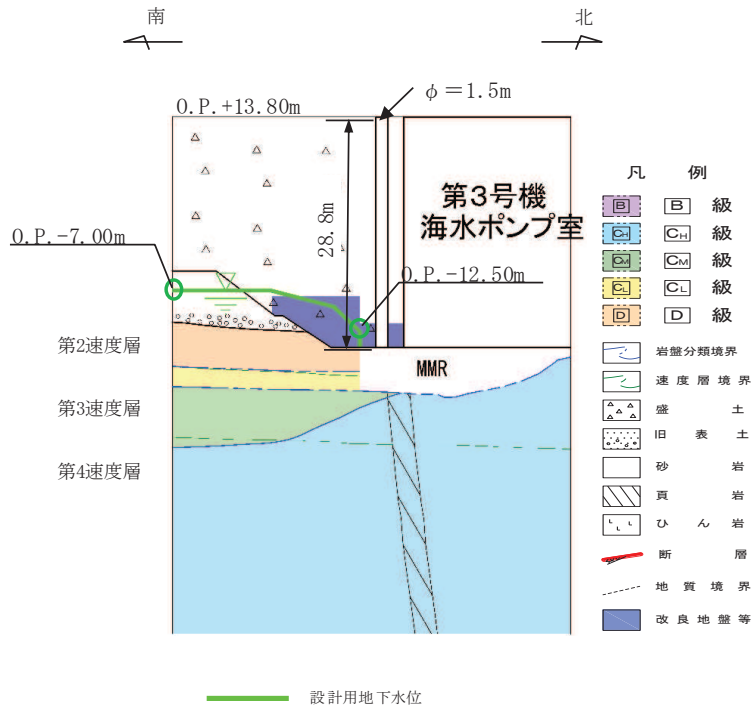 南
北
φ＝1.5m
O.P.+13.80m
28.8m
第3号機
海水ポンプ室
O.P.-7.00m
O.P.-12.50m
MMR
第2速度層
第3速度層
第4速度層
凡 例
B B 級
CH CH 級
CM CM 級
CL CL 級
D D 級
岩盤分類境界
速度層境界
盛土
旧表土
砂岩
頁岩
ひん岩
断層
地質境界
改良地盤等
設計用地下水位